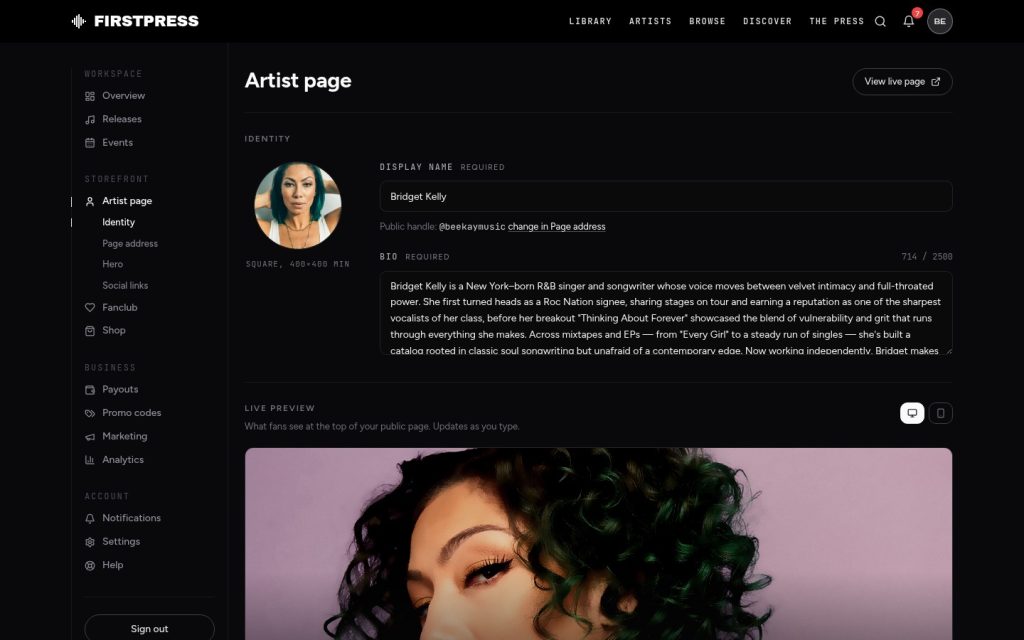 FIRSTPRESS
LIBRARY ARTISTS BROWSE DISCOVER THE PRESS
7
BE
WORKSPACE
Overview
Releases
Events
STOREFRONT
Artist page
Identity
Page address
Hero
Social links
Fanclub
Shop
BUSINESS
Payouts
Promo codes
Marketing
Analytics
ACCOUNT
Notifications
Settings
Help
Sign out
Artist page
View live page
IDENTITY
SQUARE, 400×400 MIN
DISPLAY NAME REQUIRED
Bridget Kelly
Public handle: @beekaymusic change in Page address
BIO REQUIRED
714 / 2500
Bridget Kelly is a New York–born R&B singer and songwriter whose voice moves between velvet intimacy and full-throated
power. She first turned heads as a Roc Nation signee, sharing stages on tour and earning a reputation as one of the sharpest
vocalists of her class, before her breakout "Thinking About Forever" showcased the blend of vulnerability and grit that runs
through everything she makes. Across mixtapes and EPs — from "Every Girl" to a steady run of singles — she's built a
catalog rooted in classic soul songwriting but unafraid of a contemporary edge. Now working independently, Bridget makes
LIVE PREVIEW
What fans see at the top of your public page. Updates as you type.